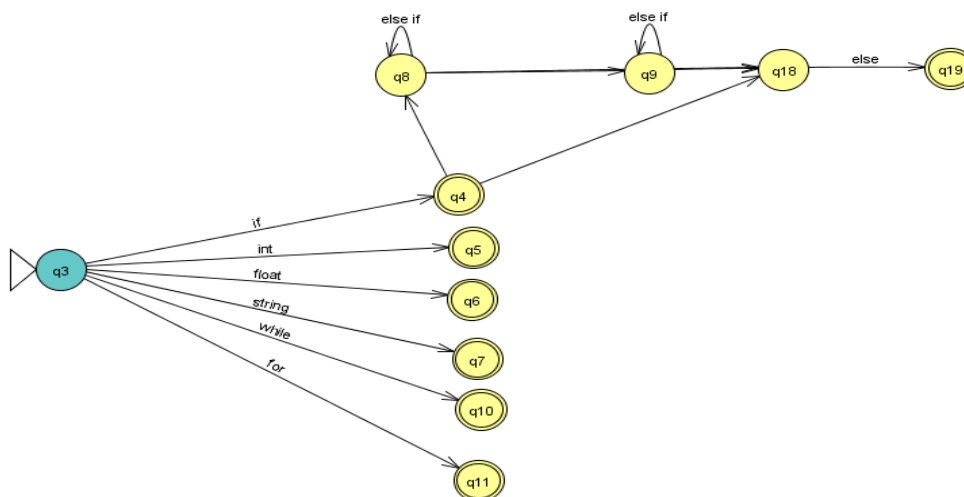 else if
else if
q8
q9
q18
else
q19
q4
if
int
q5
q3
float
q6
string
while
q7
for
q10
q11